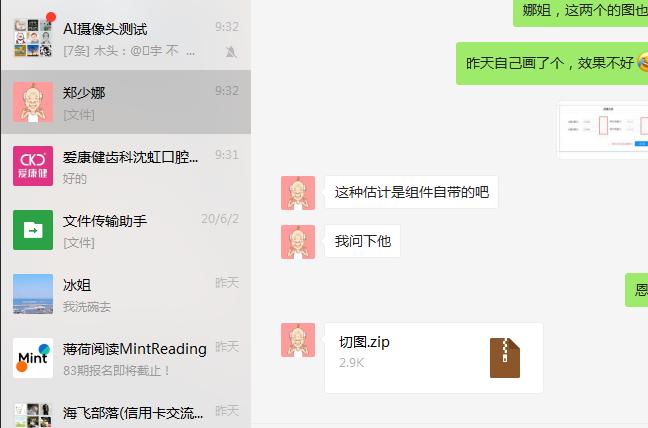 AI摄像头测试
9:32
[7条] 木头：@ 宇 不 ...
郑少娜
9:32
[文件]
CKJ
爱康健
爱康健齿科沈虹口腔...
9:31
好的
文件传输助手
20/6/2
[文件]
冰姐
昨天
我洗碗去
Mint
薄荷阅读MintReading
昨天
83期报名即将截止！
海飞部落(信用卡交流...
昨天
娜姐，这两个的图也
昨天自己画了个，效果不好
这种估计是组件自带的吧
我问下他
恩
切图.zip
2.9K